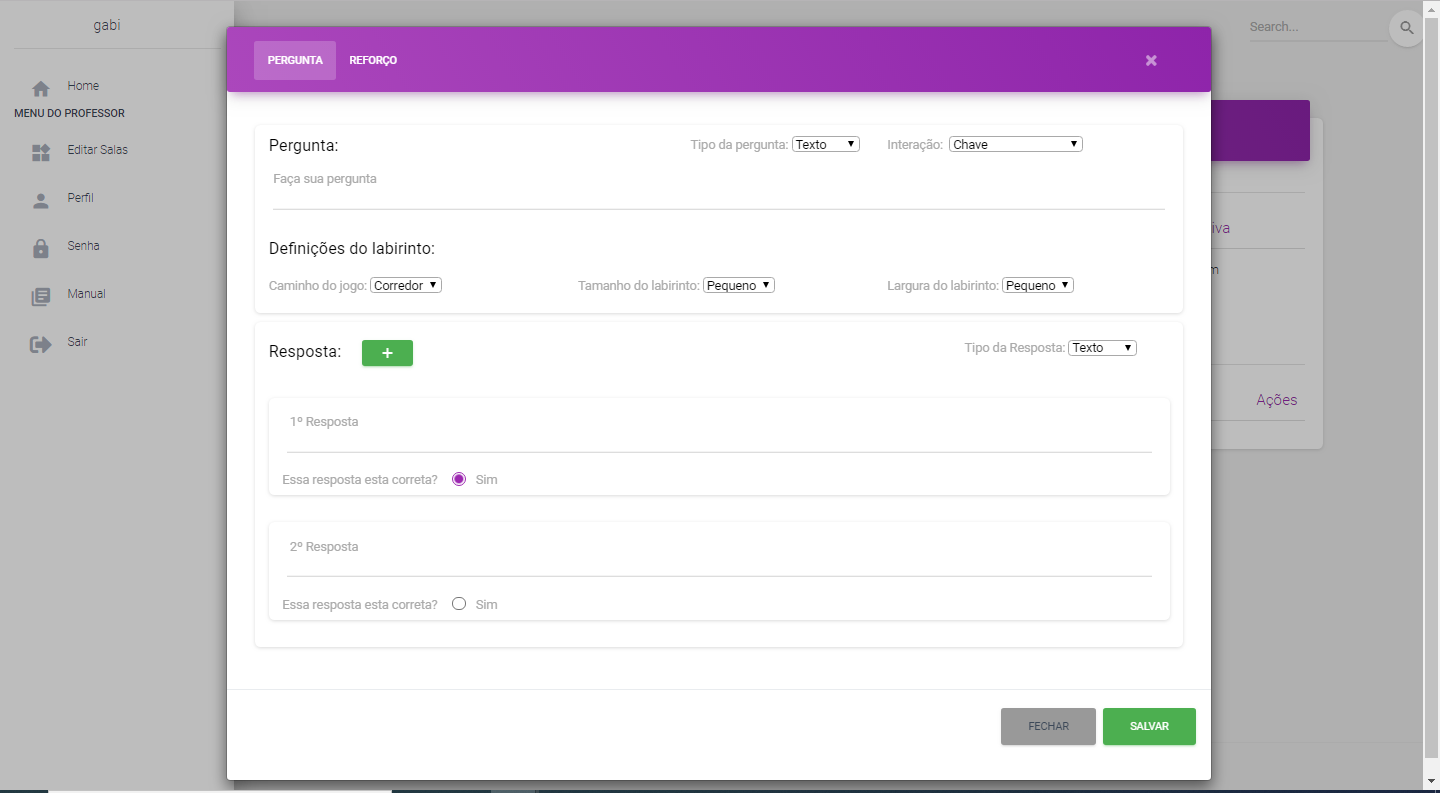 gabi
Home
MENU DO PROFESSOR
Editar Salas
Perfil
Senha
Manual
Sair
Search...
PERGUNTA REFORÇO ×
Pergunta: Tipo da pergunta: Texto Interação: Chave
Faça sua pergunta
Definições do labirinto:
Caminho do jogo: Corredor Tamanho do labirinto: Pequeno Largura do labirinto: Pequeno
Resposta: + Tipo da Resposta: Texto
1º Resposta
Essa resposta esta correta? Sim
2º Resposta
Essa resposta esta correta? Sim
FECHAR SALVAR
iva
m
Ações